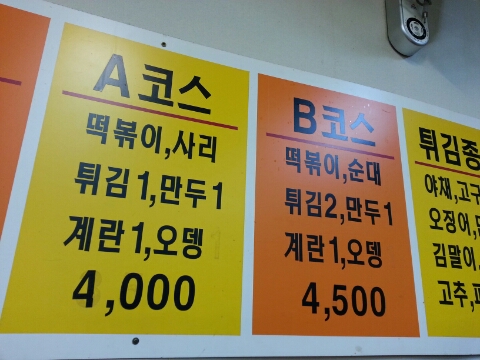 A코스
떡볶이,사리
튀김1,만두1
계란1,오뎅
4,000
B코스
떡볶이,순대
튀김2,만두1
계란1,오뎅
4,500
튀김종
야채,고구
오징어,
김말이,
고추,